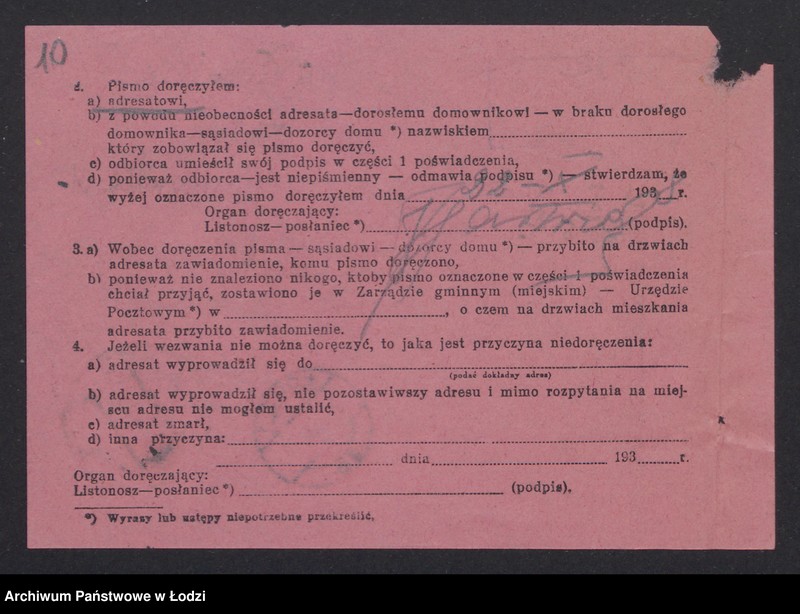 10
2. Pismo doręczyłem:
a) adresatowi,
b) z powodu nieobecności adresata—dorosłemu domownikowi — w braku dorosłego
domownika—sąsiadowi—dozorcy domu *) nazwiskiem
który zobowiązał się pismo doręczyć,
c) odbiorca umieścił swój podpis w części 1 poświadczenia,
d) ponieważ odbiorca—jest niepiśmienny — odmawia podpisu *) — stwierdzam, że
wyżej oznaczone pismo doręczyłem dnia 22-X 1938 r.
Organ doręczający:
Listonosz—posłaniec *) (podpis).
3. a) Wobec doręczenia pisma — sąsiadowi — dozorcy domu *) — przybito na drzwiach
adresata zawiadomienie, komu pismo doręczono,
b) ponieważ nie znaleziono nikogo, ktoby pismo oznaczone w części 1 poświadczenia
chciał przyjąć, zostawiono je w Zarządzie gminnym (miejskim) — Urzędzie
Pocztowym *) w , o czem na drzwiach mieszkania
adresata przybito zawiadomienie.
4. Jeżeli wezwania nie można doręczyć, to jaka jest przyczyna niedoręczenia:
a) adresat wyprowadził się do
(podać dokładny adres)
b) adresat wyprowadził się, nie pozostawiwszy adresu i mimo rozpytania na miej-
scu adresu nie mogłem ustalić,
c) adresat zmarł,
d) inna przyczyna:
dnia 193 r.
Organ doręczający:
Listonosz—posłaniec *) (podpis).
*) Wyrazy lub ustępy niepotrzebne przekreślić,
Archiwum Państwowe w Łodzi